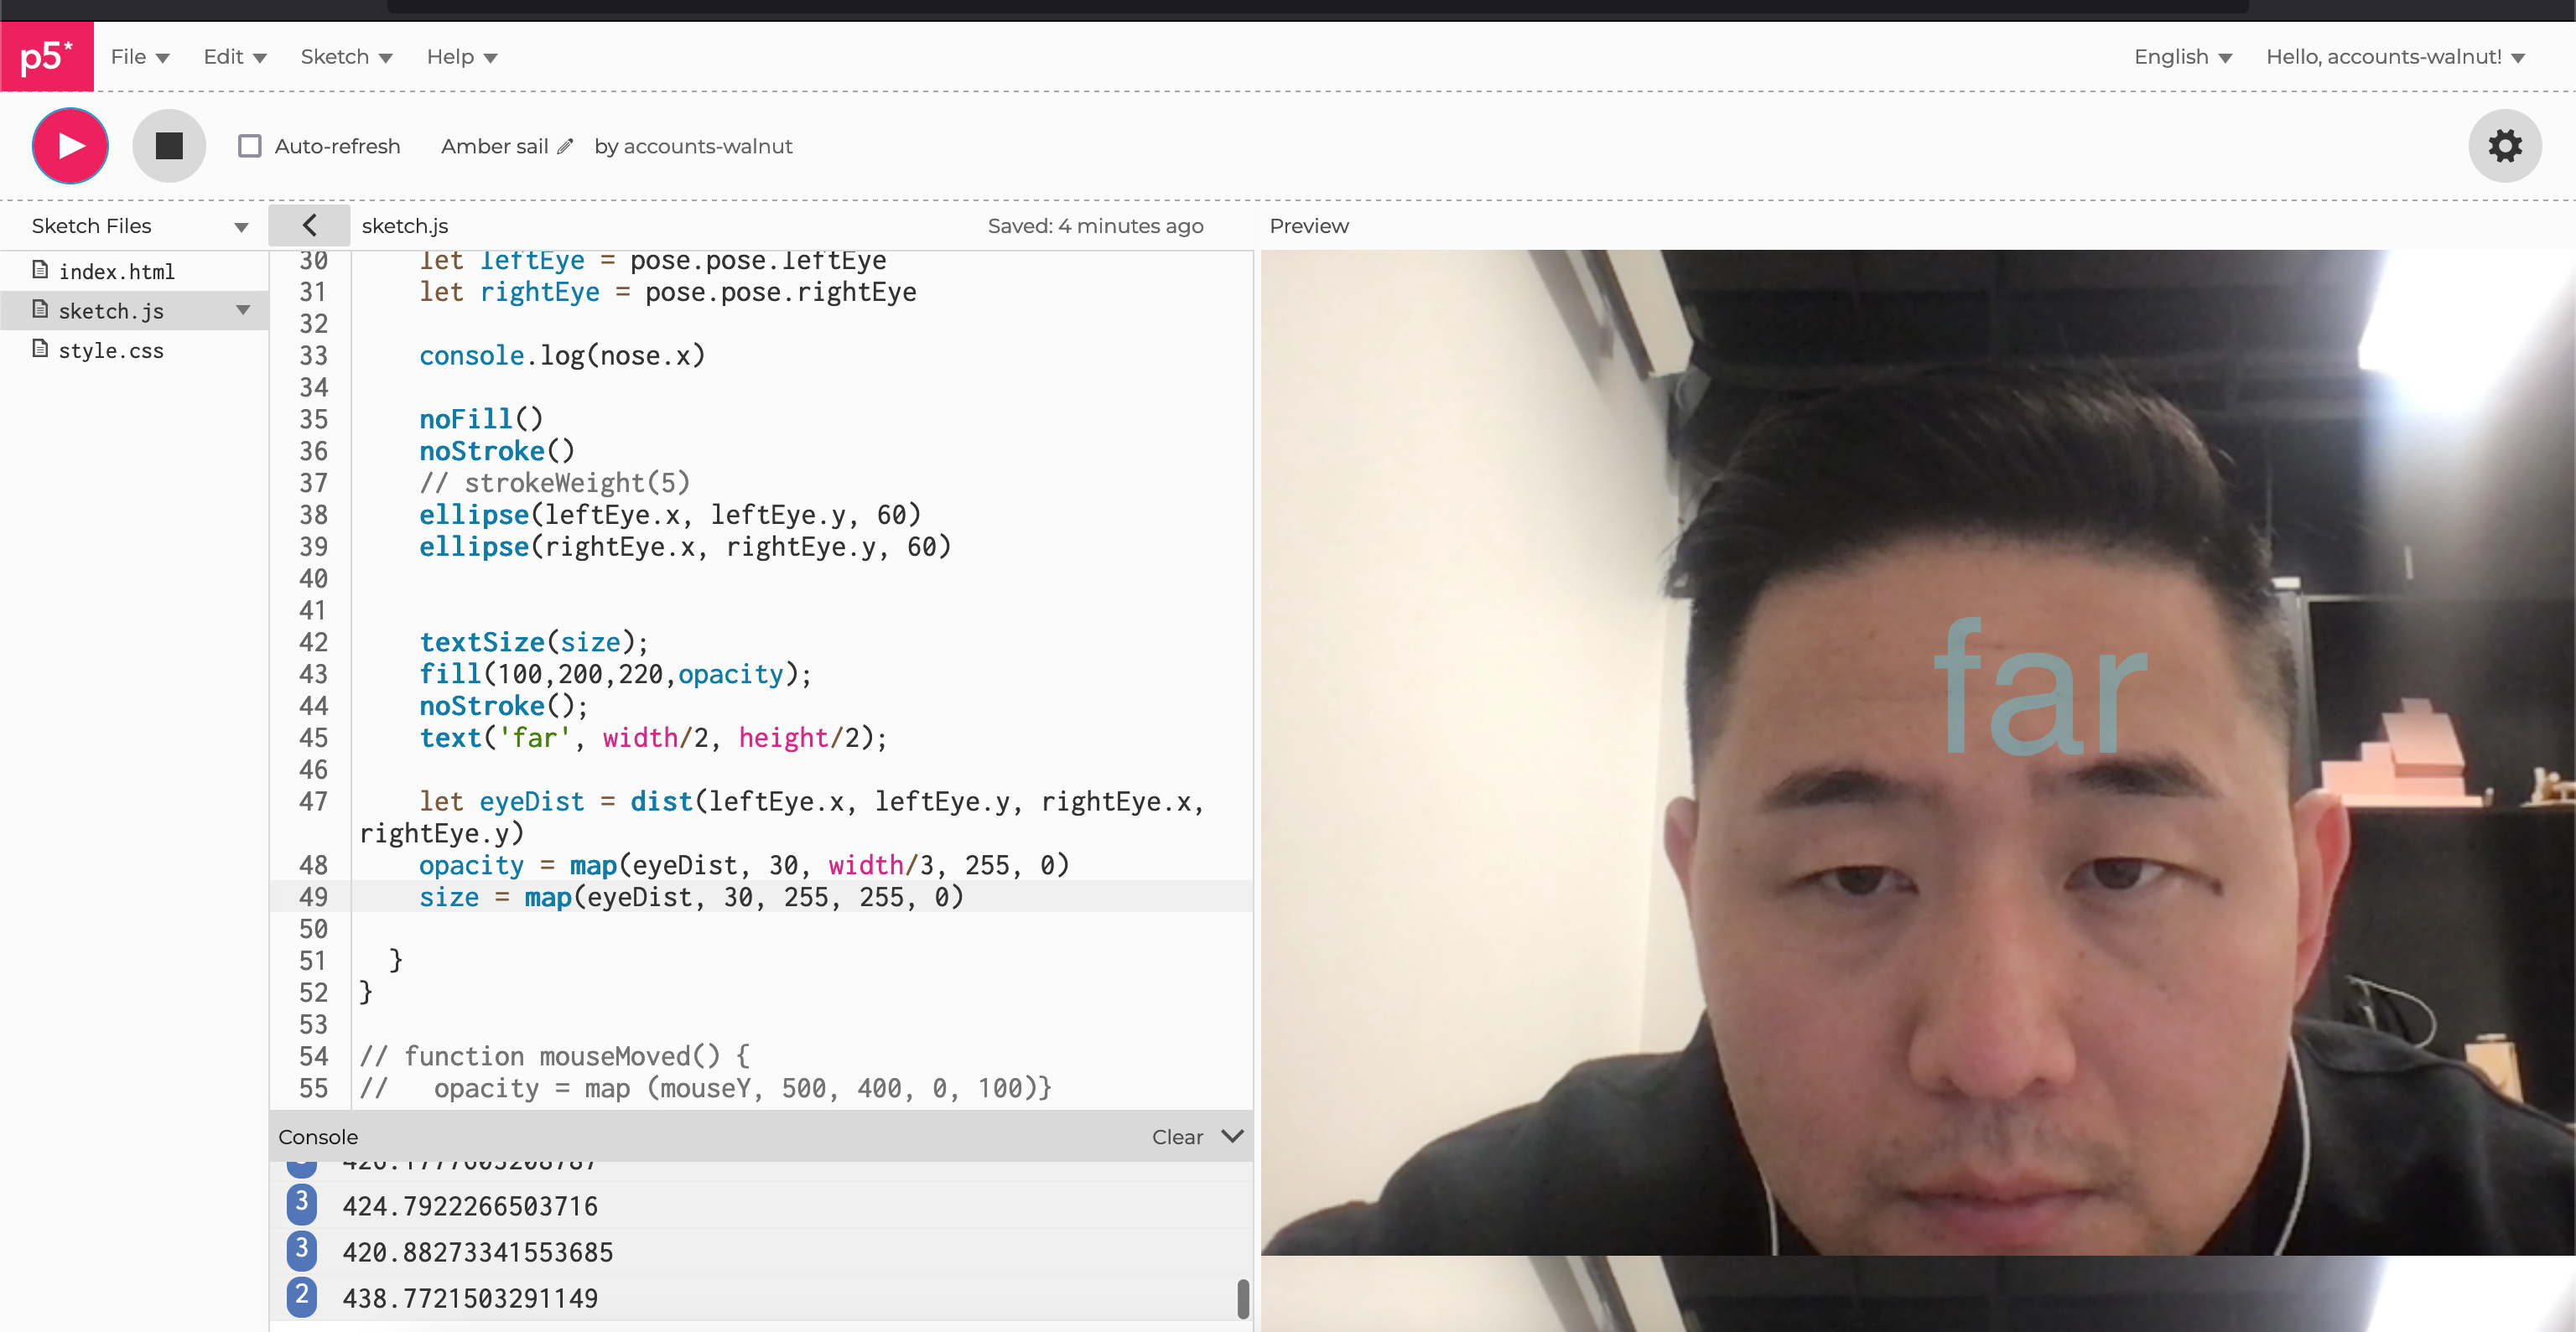 p5* File Edit Sketch Help English Hello, accounts-walnut!
Auto-refresh Amber sail by accounts-walnut
Sketch Files sketch.js Saved: 4 minutes ago Preview
index.html
sketch.js
style.css
30 let leftEye = pose.pose.leftEye
31 let rightEye = pose.pose.rightEye
32
33 console.log(nose.x)
34
35 noFill()
36 noStroke()
37 // strokeWeight(5)
38 ellipse(leftEye.x, leftEye.y, 60)
39 ellipse(rightEye.x, rightEye.y, 60)
40
41
42 textSize(size);
43 fill(100,200,220,opacity);
44 noStroke();
45 text('far', width/2, height/2);
46
47 let eyeDist = dist(leftEye.x, leftEye.y, rightEye.x,
rightEye.y)
48 opacity = map(eyeDist, 30, width/3, 255, 0)
49 size = map(eyeDist, 30, 255, 255, 0)
50
51 }
52 }
53
54 // function mouseMoved() {
55 // opacity = map (mouseY, 500, 400, 0, 100)}
Console Clear
3 424.7922266503716
3 420.88273341553685
2 438.7721503291149
far